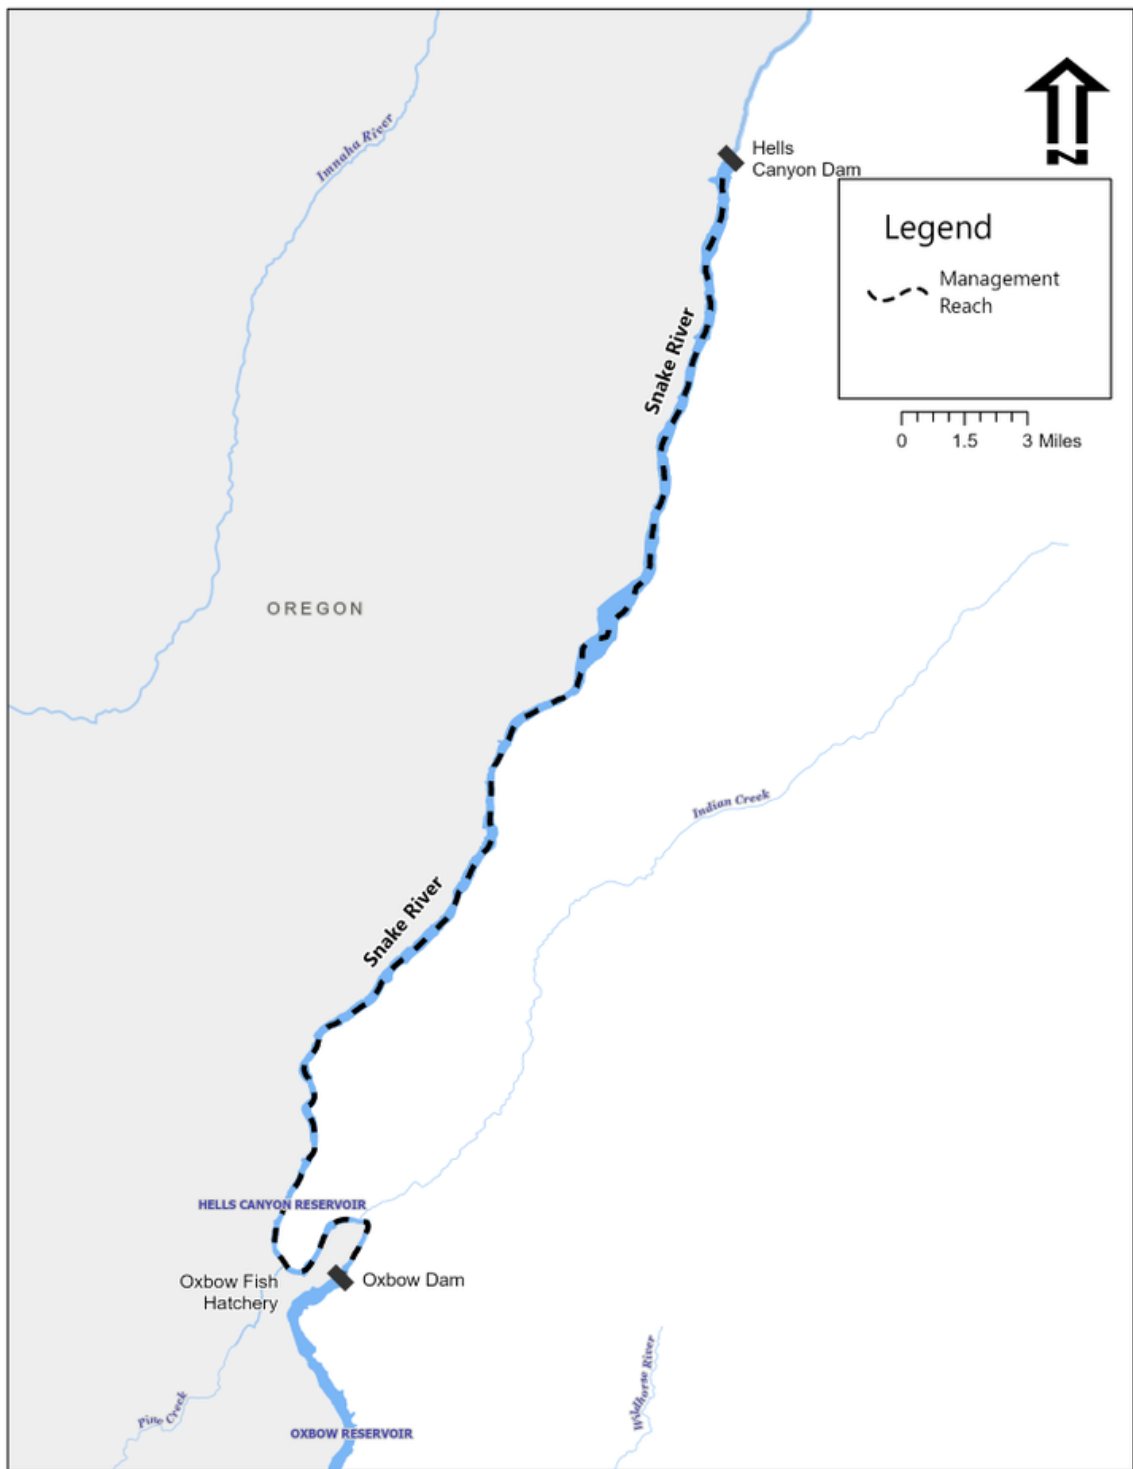 Imnaha River
Hells
Canyon Dam
N
Legend
Management
Reach
Snake River
0 1.5 3 Miles
OREGON
Indian Creek
Snake River
HELLS CANYON RESERVOIR
Oxbow Fish
Hatchery
Oxbow Dam
Wildhorse River
Pine Creek
OXBOW RESERVOIR